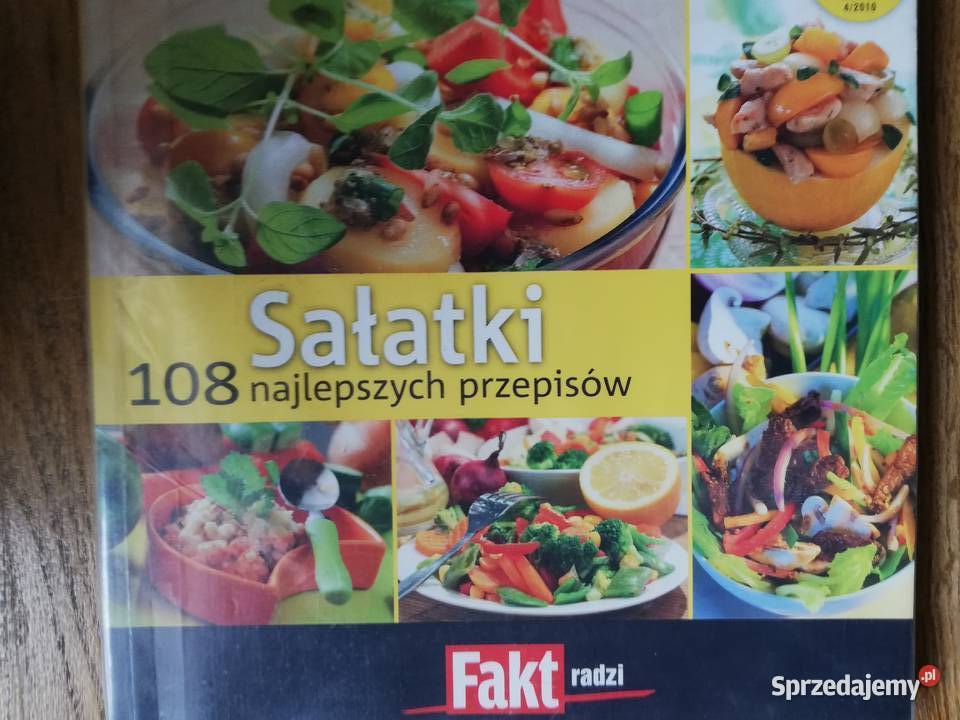 4/2010
Sałatki
108 najlepszych przepisów
Fakt radzi
Sprzedajemy.pl